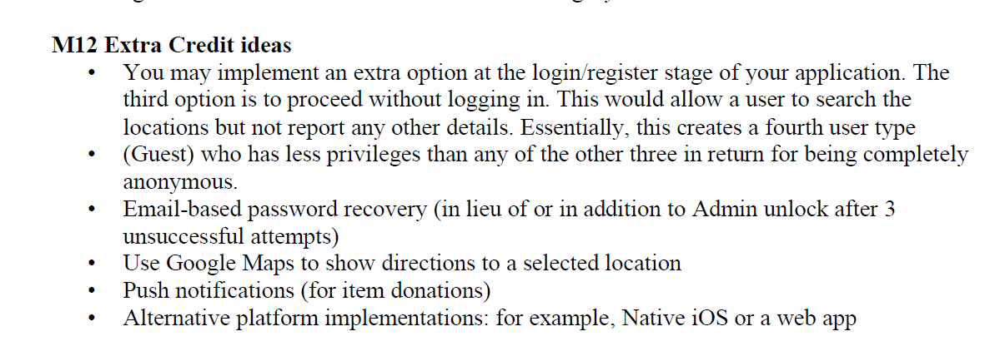 M12 Extra Credit ideas
• You may implement an extra option at the login/register stage of your application. The
third option is to proceed without logging in. This would allow a user to search the
locations but not report any other details. Essentially, this creates a fourth user type
• (Guest) who has less privileges than any of the other three in return for being completely
anonymous.
• Email-based password recovery (in lieu of or in addition to Admin unlock after 3
unsuccessful attempts)
• Use Google Maps to show directions to a selected location
• Push notifications (for item donations)
• Alternative platform implementations: for example, Native iOS or a web app